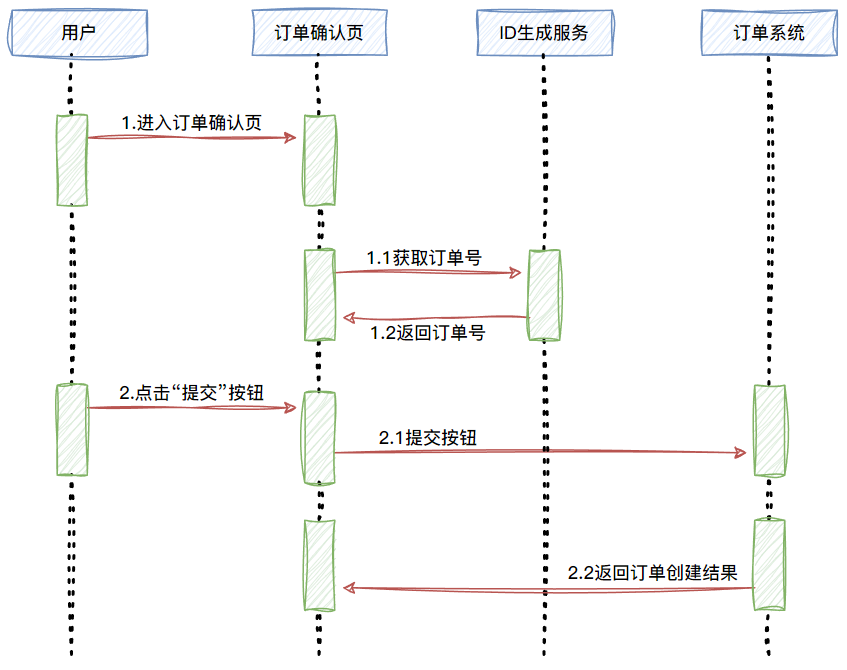 用户
订单确认页
ID生成服务
订单系统
1.进入订单确认页
1.1获取订单号
1.2返回订单号
2.点击“提交”按钮
2.1提交按钮
2.2返回订单创建结果